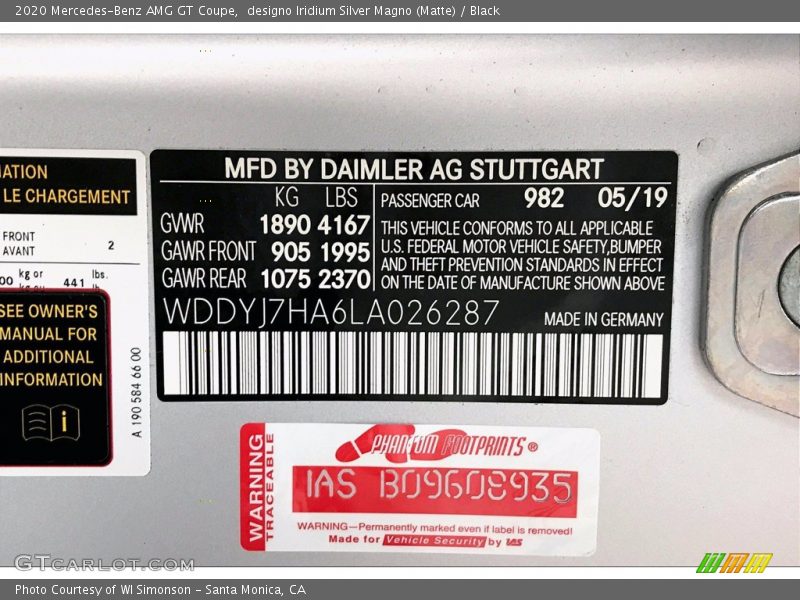 2020 Mercedes-Benz AMG GT Coupe,  designo Iridium Silver Magno (Matte) / Black
LE CHARGEMENT
FRONT
AVANT 2
kg or 441 lbs.
SEE OWNER'S
MANUAL FOR
ADDITIONAL
INFORMATION
i
A 190 584 66 00
MFD BY DAIMLER AG STUTTGART
KG LBS
GVWR 1890 4167
GAWR FRONT 905 1995
GAWR REAR 1075 2370
PASSENGER CAR 982 05/19
THIS VEHICLE CONFORMS TO ALL APPLICABLE
U.S. FEDERAL MOTOR VEHICLE SAFETY,BUMPER
AND THEFT PREVENTION STANDARDS IN EFFECT
ON THE DATE OF MANUFACTURE SHOWN ABOVE
WDDYJ7HA6LA026287 MADE IN GERMANY
WARNING
TRACEABLE
PHANTOM FOOTPRINTS®
IAS B09608935
WARNING—Permanently marked even if label is removed!
Made for Vehicle Security by IAS
GTcarlot.com
Photo Courtesy of WI Simonson - Santa Monica, CA